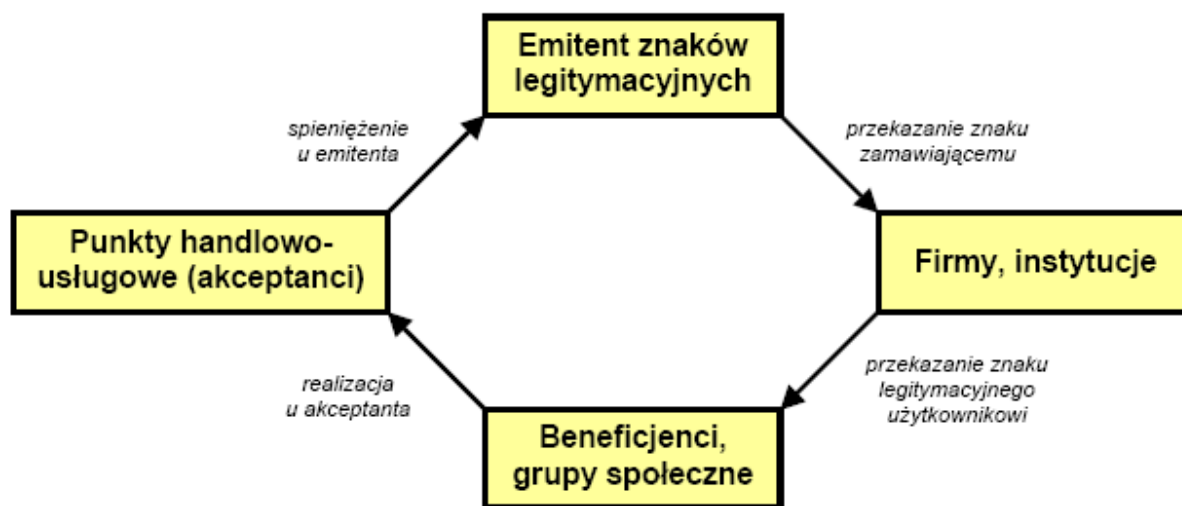 Emitent znaków
legitymacyjnych
spieniężenie
u emitenta
przekazanie znaku
zamawiającemu
Punkty handlowo-
usługowe (akceptanci)
Firmy, instytucje
realizacja
u akceptanta
przekazanie znaku
legitymacyjnego
użytkownikowi
Beneficjenci,
grupy społeczne